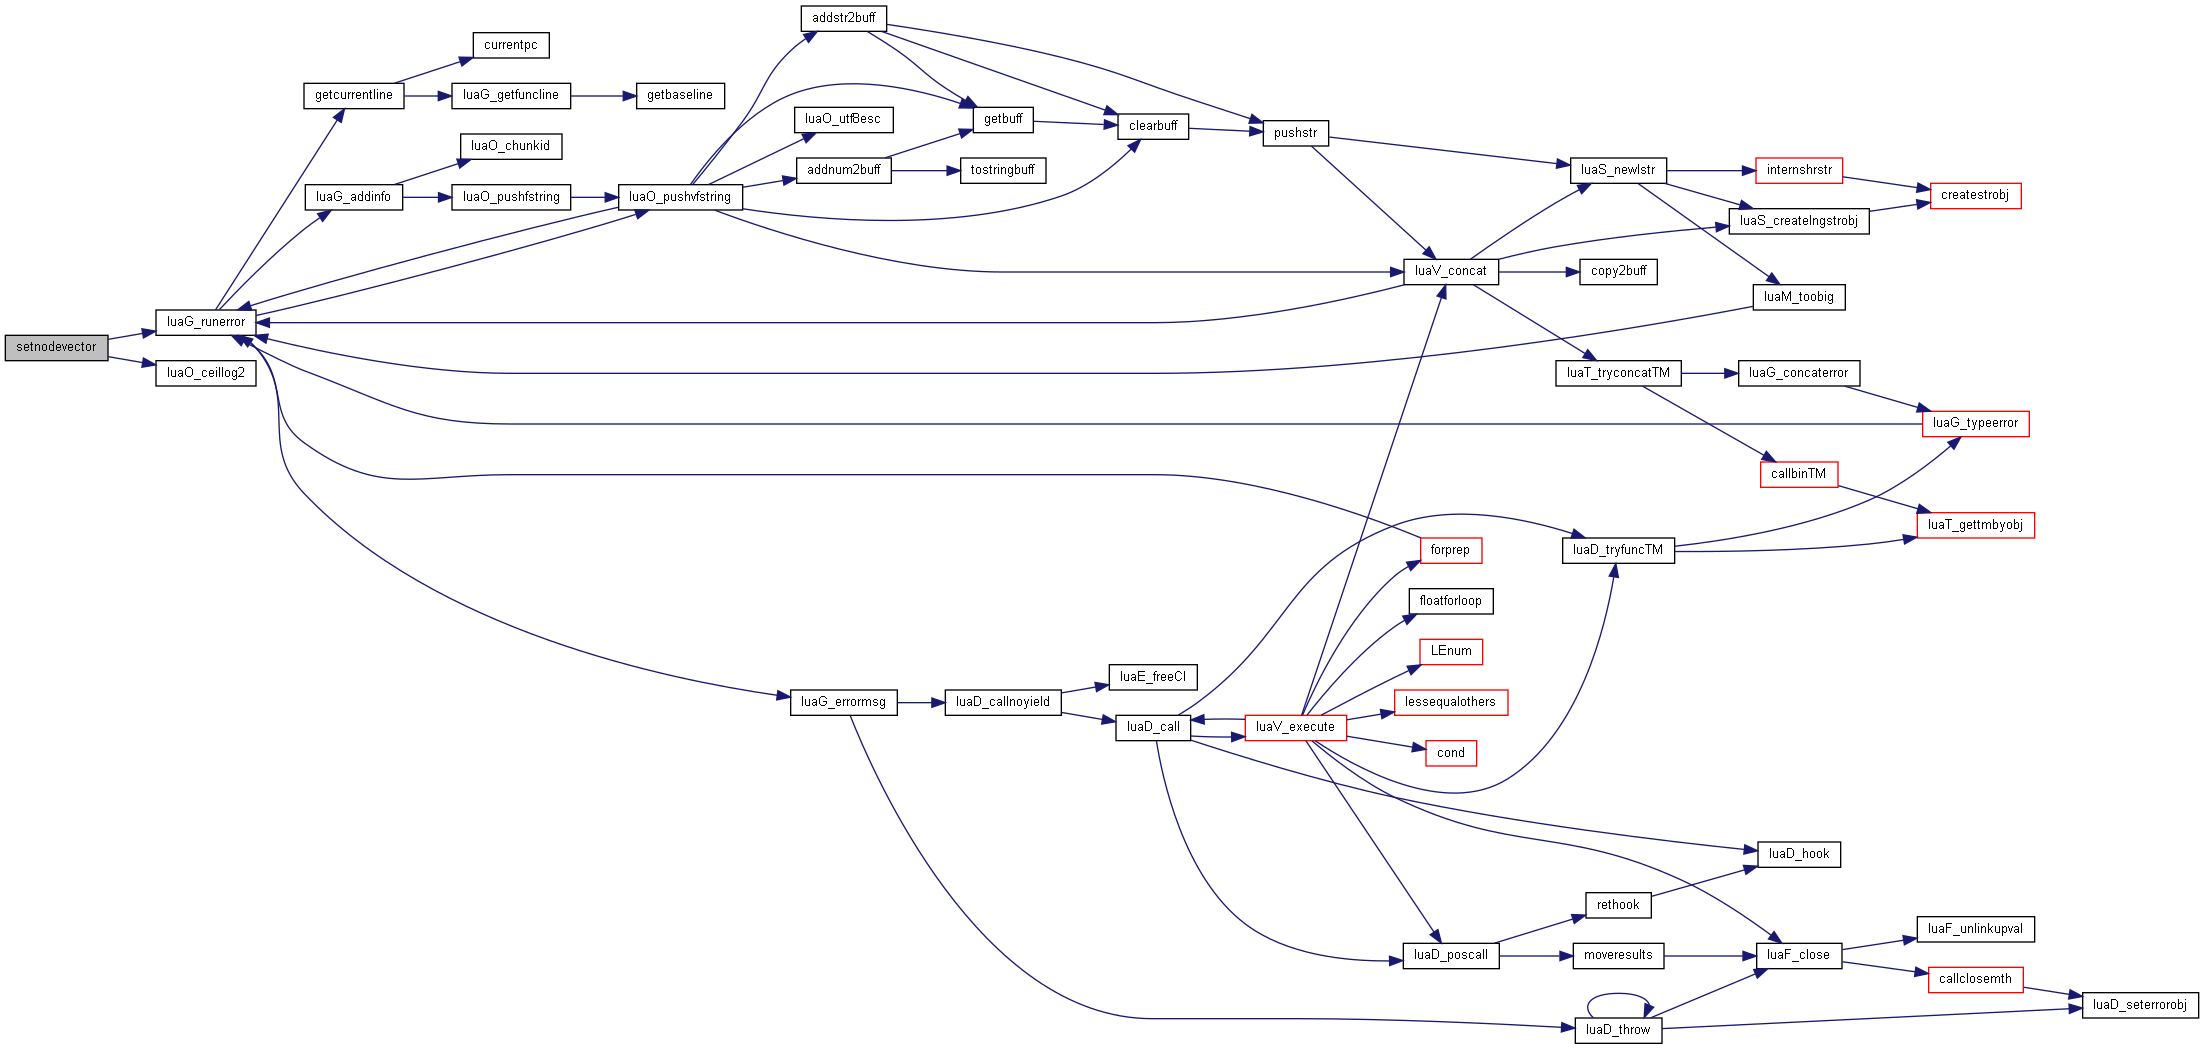 addstr2buff
currentpc
getcurrentline
luaG_getfuncline
getbaseline
getbuff
luaO_utf8esc
clearbuff
pushstr
luaO_chunkid
addnum2buff
tostringbuff
luaS_newlstr
internshrstr
luaG_addinfo
luaO_pushfstring
luaO_pushvfstring
createstrobj
luaS_createlngstrobj
luaV_concat
copy2buff
luaM_toobig
luaG_runerror
setnodevector
luaO_ceillog2
luaT_tryconcatTM
luaG_concaterror
luaG_typeerror
callbinTM
luaT_gettmbyobj
forprep
luaD_tryfuncTM
floatforloop
LEnum
luaE_freeCI
luaG_errormsg
luaD_callnoyield
lessequalothers
luaD_call
luaV_execute
cond
luaD_hook
rethook
luaF_unlinkupval
luaD_poscall
moveresults
luaF_close
callclosemth
luaD_seterrorobj
luaD_throw